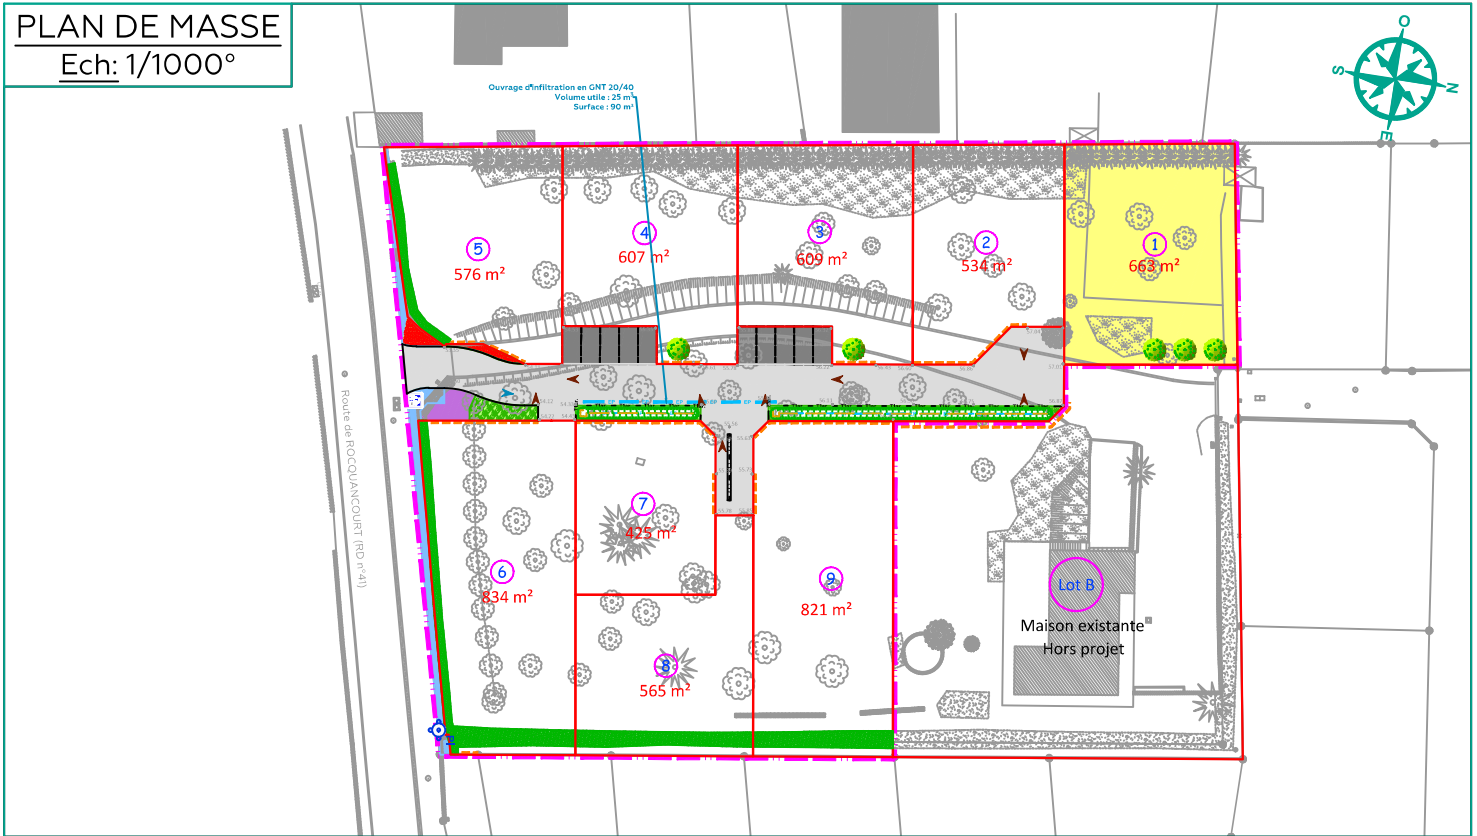 PLAN DE MASSE
Ech: 1/1000°
O
S
N
E
Ouvrage d'infiltration en GNT 20/40
Volume utile : 25 m³
Surface : 90 m²
5
576 m²
4
607 m²
3
609 m²
2
534 m²
1
663 m²
Route de ROCQUANCOURT (RD n°41)
6
834 m²
7
425 m²
8
565 m²
9
821 m²
Lot B
Maison existante
Hors projet